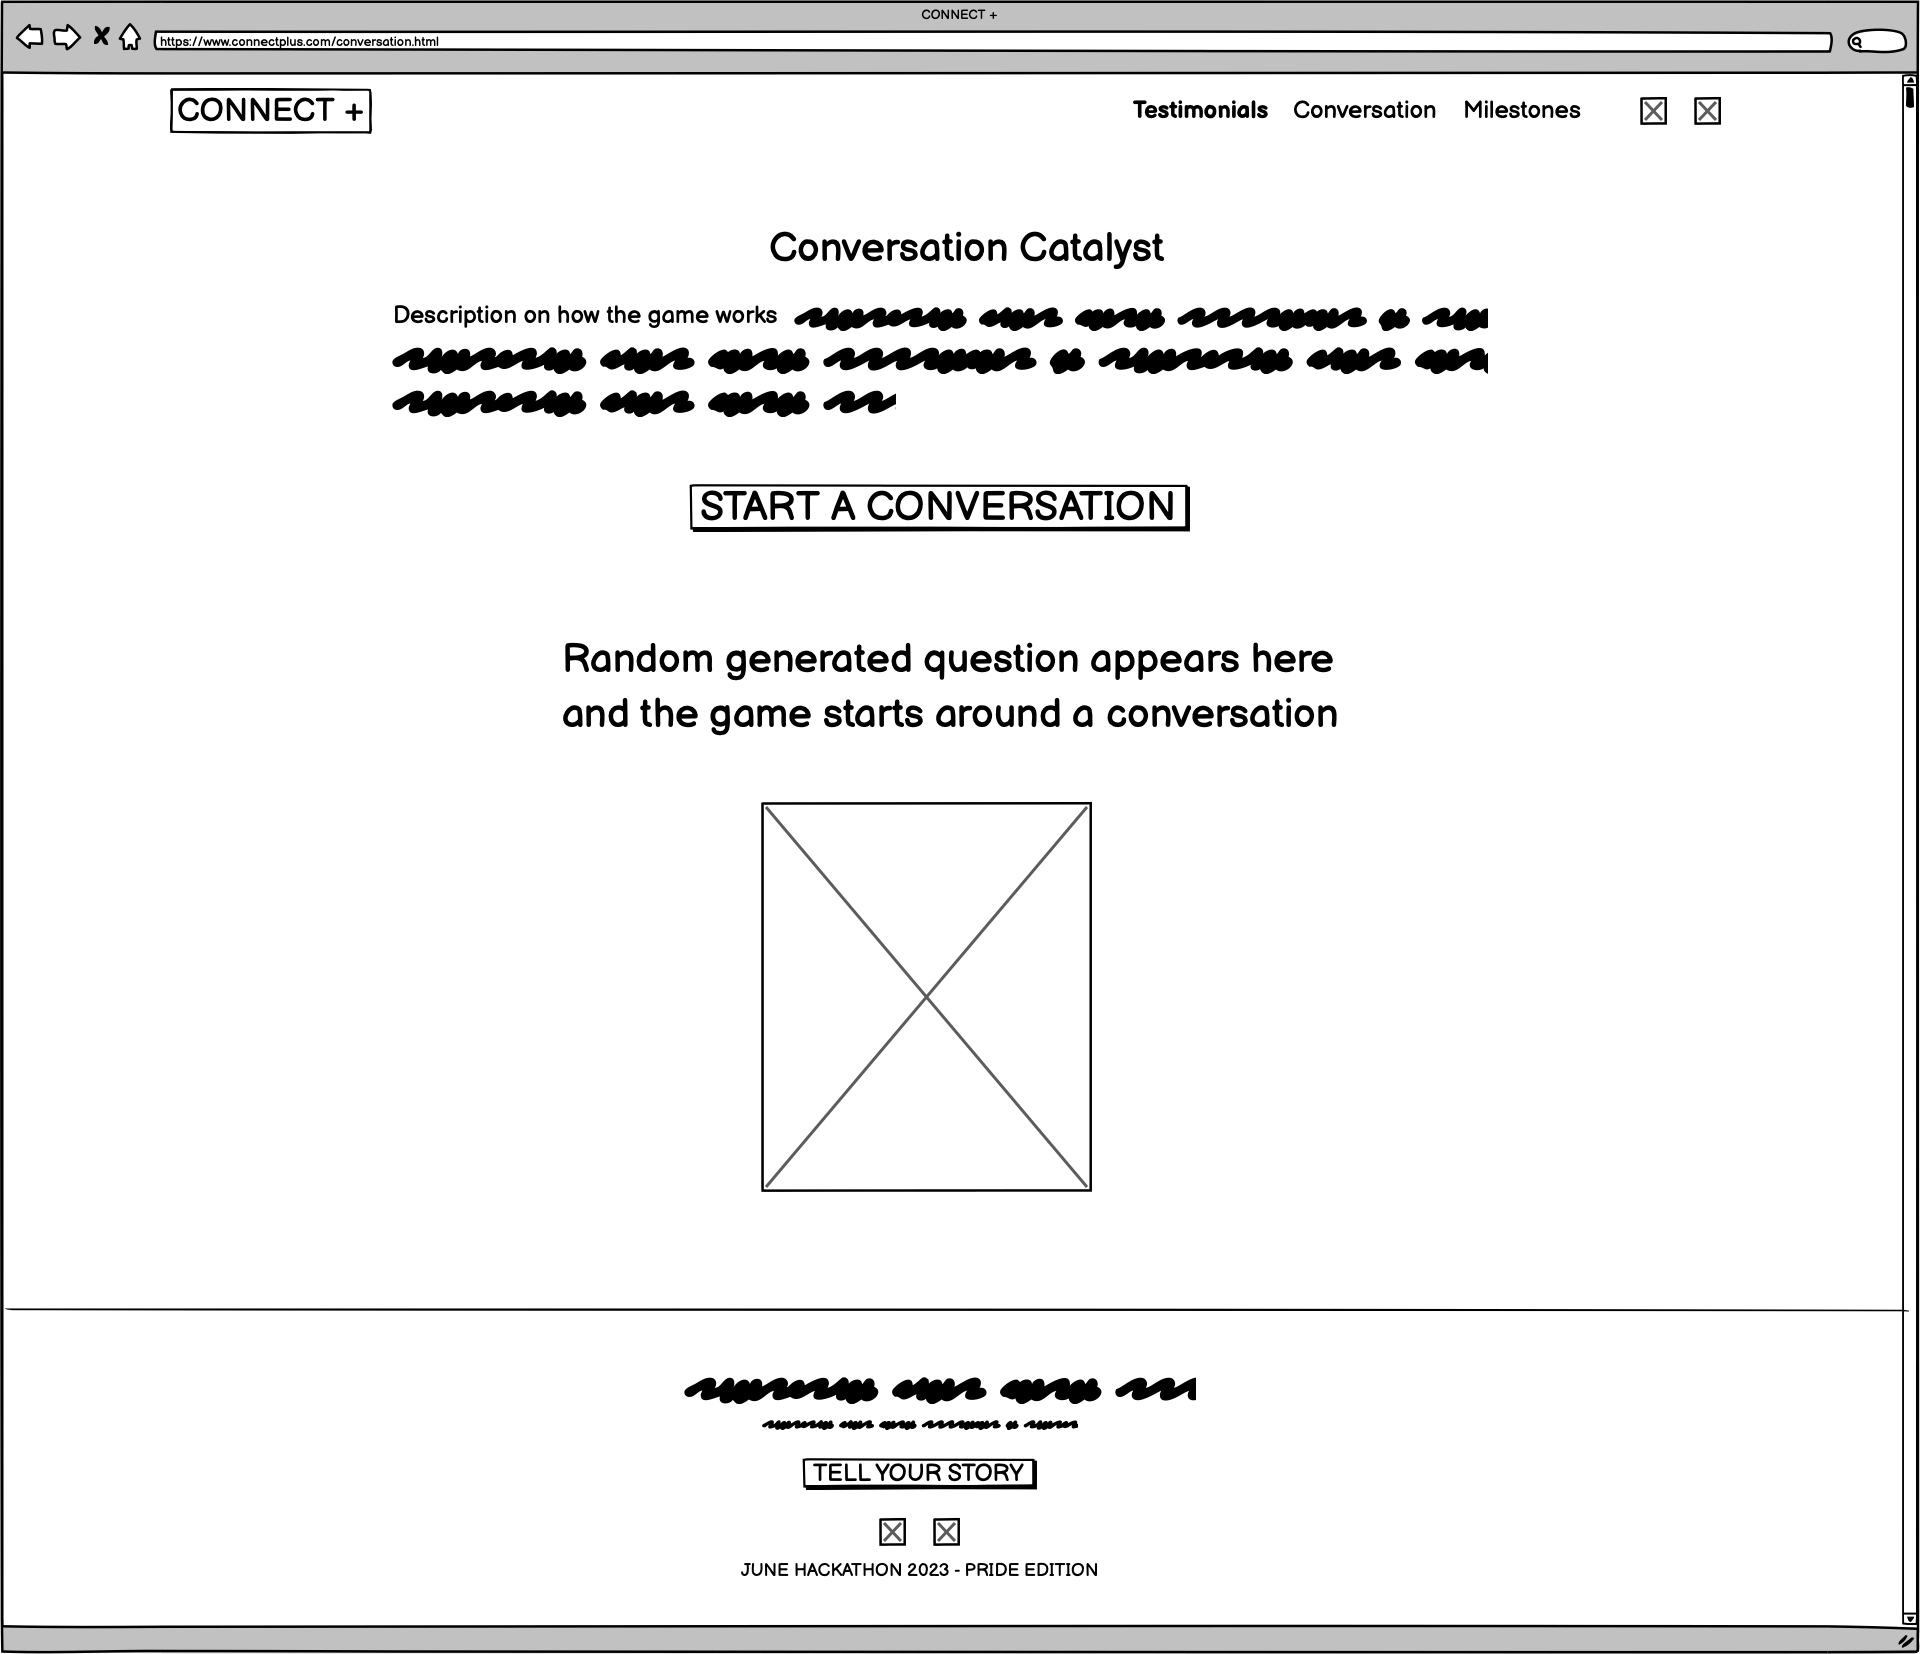 CONNECT +
https://www.connectplus.com/conversation.html
CONNECT +
Testimonials Conversation Milestones
Conversation Catalyst
Description on how the game works
START A CONVERSATION
Random generated question appears here
and the game starts around a conversation
TELL YOUR STORY
JUNE HACKATHON 2023 - PRIDE EDITION